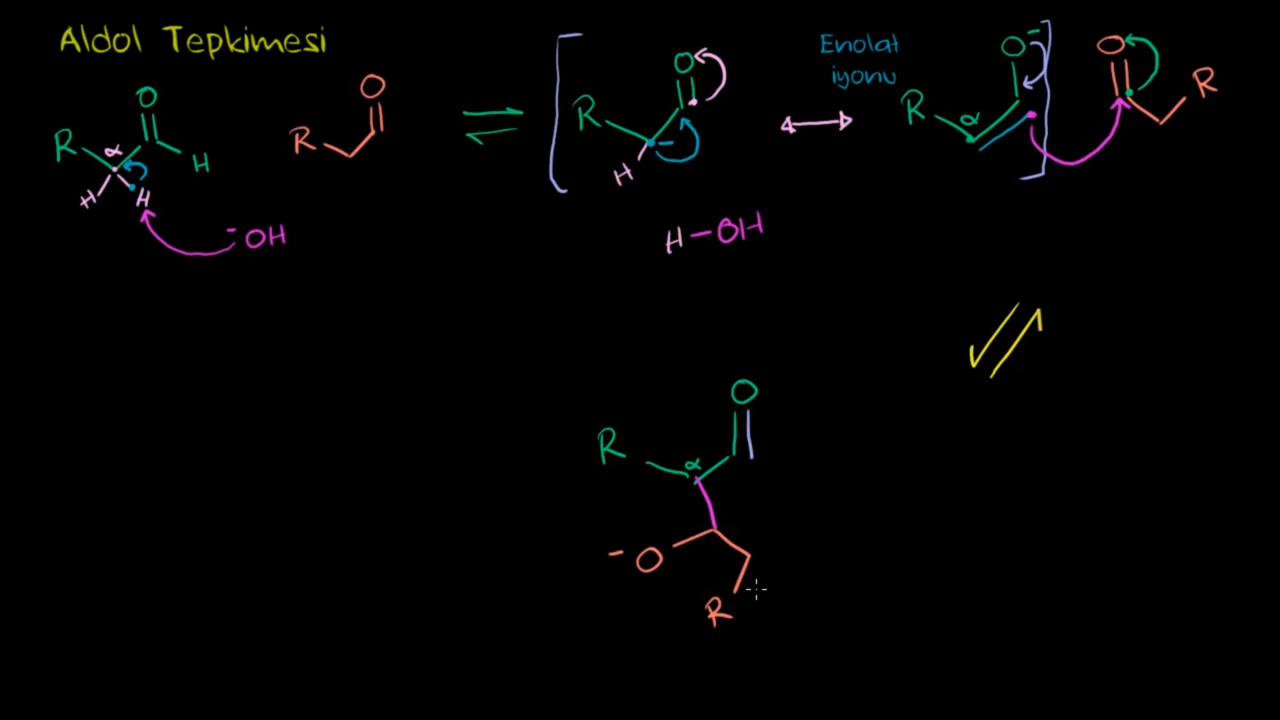 Aldol Tepkimesi
O
R α H
H H
-OH
O
R
O
R
-
H
H-OH
Enolat
iyonu
O-
R α
O
R
O
R α
- O
R